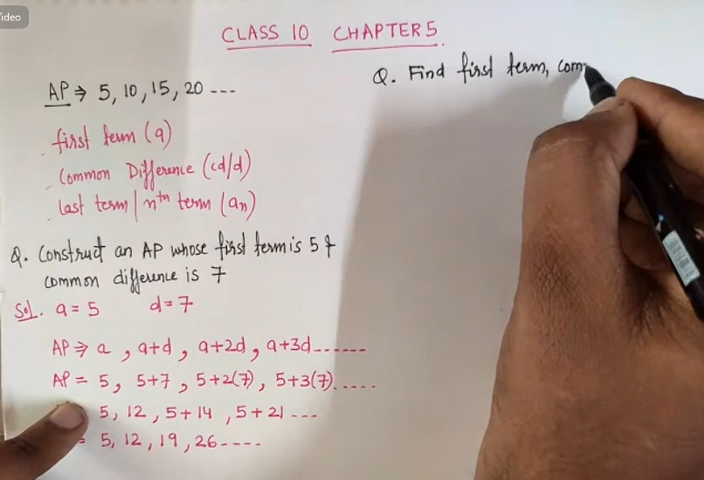 ideo
CLASS 10 CHAPTER 5
AP ⇒ 5, 10, 15, 20 ---
first term (a)
Common Difference (cd/d)
last term / nth term (an)
Q. Construct an AP whose first term is 5 &
common difference is 7
Sol. a = 5 d = 7
AP ⇒ a, a+d, a+2d, a+3d ------
AP = 5, 5+7, 5+2(7), 5+3(7) .....
5, 12, 5+14, 5+21 ---
= 5, 12, 19, 26 ----
Q. Find first term, com